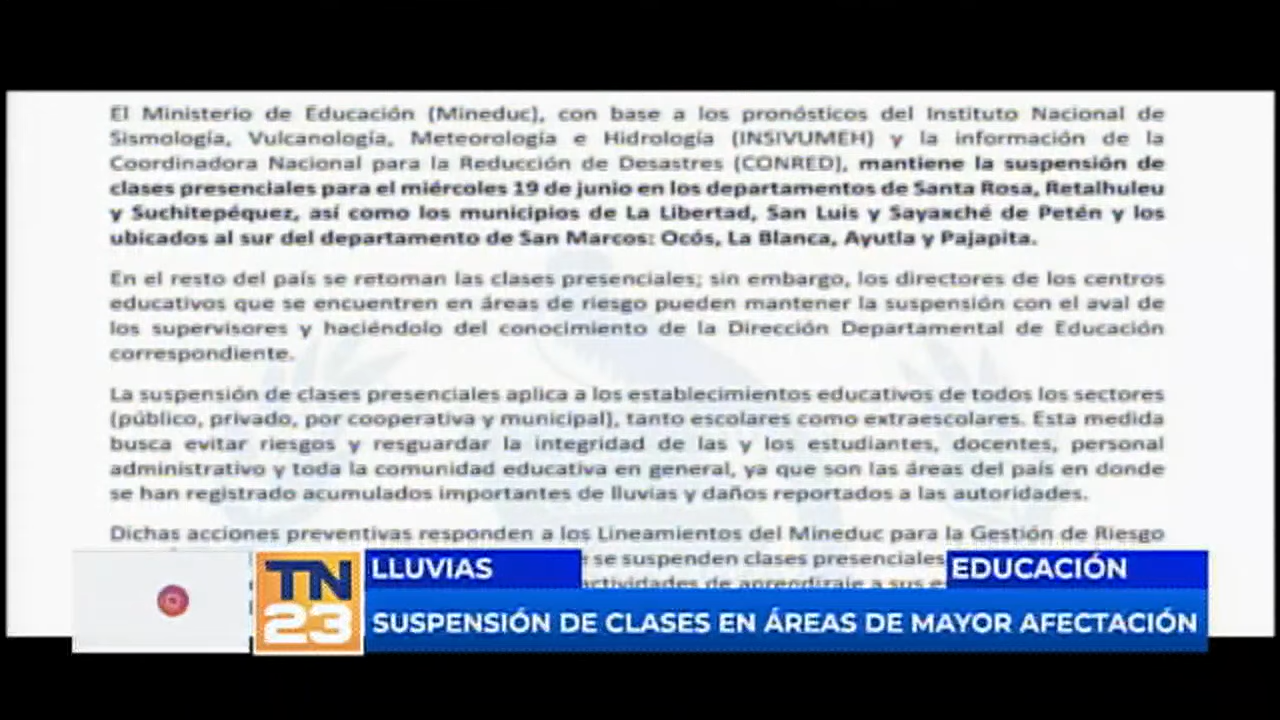 El Ministerio de Educación (Mineduc), con base a los pronósticos del Instituto Nacional de
Sismología, Vulcanología, Meteorología e Hidrología (INSIVUMEH) y la información de la
Coordinadora Nacional para la Reducción de Desastres (CONRED), mantiene la suspensión de
clases presenciales para el miércoles 19 de junio en los departamentos de Santa Rosa, Retalhuleu
y Suchitepéquez, así como los municipios de La Libertad, San Luis y Sayaxché de Petén y los
ubicados al sur del departamento de San Marcos: Ocós, La Blanca, Ayutla y Pajapita.
En el resto del país se retoman las clases presenciales; sin embargo, los directores de los centros
educativos que se encuentren en áreas de riesgo pueden mantener la suspensión con el aval de
los supervisores y haciéndolo del conocimiento de la Dirección Departamental de Educación
correspondiente.
La suspensión de clases presenciales aplica a los establecimientos educativos de todos los sectores
(público, privado, por cooperativa y municipal), tanto escolares como extraescolares. Esta medida
busca evitar riesgos y resguardar la integridad de las y los estudiantes, docentes, personal
administrativo y toda la comunidad educativa en general, ya que son las áreas del país en donde
se han registrado acumulados importantes de lluvias y daños reportados a las autoridades.
Dichas acciones preventivas responden a los Lineamientos del Mineduc para la Gestión de Riesgo
se suspenden clases presenciales
actividades de aprendizaje a sus
TN
23
LLUVIAS
EDUCACIÓN
SUSPENSIÓN DE CLASES EN ÁREAS DE MAYOR AFECTACIÓN